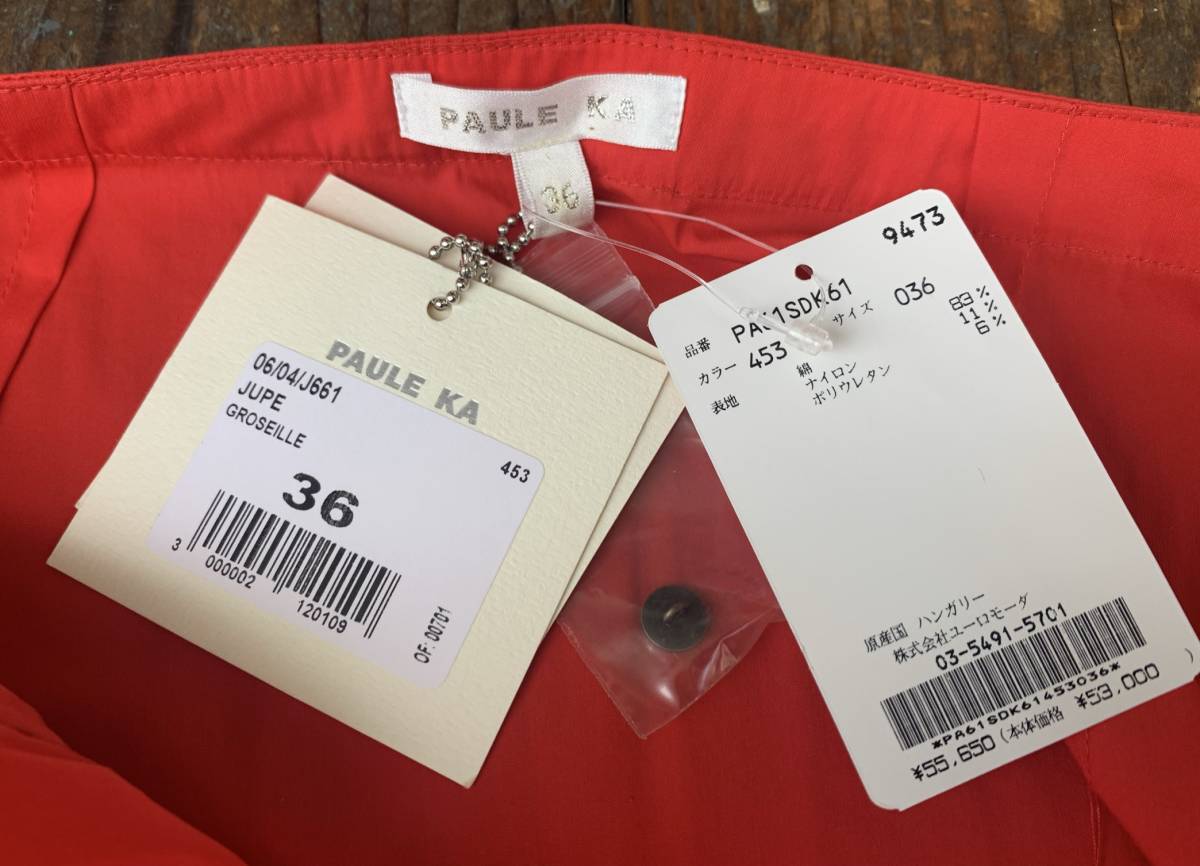 PAULE KA
36
PAULE KA
06/04/J661
JUPE
GROSEILLE
453
36
3 000002 120109
OF: 00701
9473
品番 PA61SDK61
カラー 453 サイズ 036
表地 綿 83%
ナイロン 11%
ポリウレタン 6%
原産国 ハンガリー
株式会社ユーロモーダ
03-5491-5701
*PA61SDK61453036*
¥55,650 (本体価格 ¥53,000 )